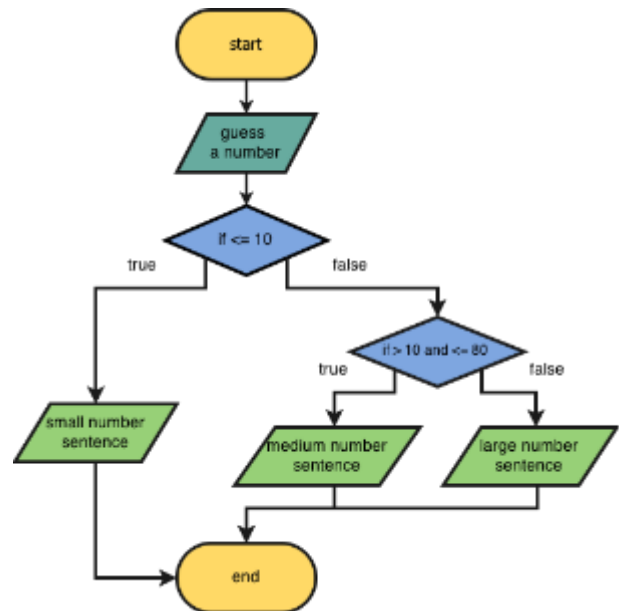 start
guess
a number
if <= 10
true
false
if > 10 and <= 80
true
false
small number
sentence
medium number
sentence
large number
sentence
end